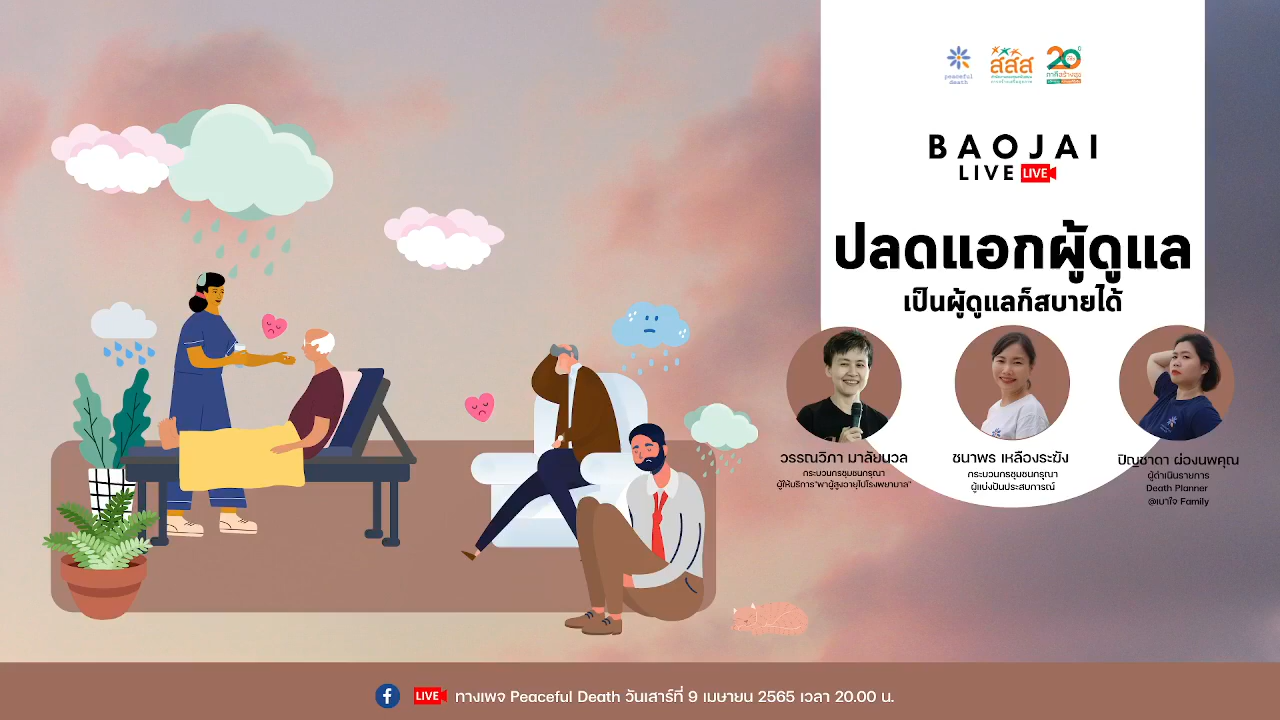 peaceful
death
สสส
20
BAOJAI
LIVE LIVE
ปลดแอกผู้ดูแล
เป็นผู้ดูแลก็สบายได้
วรรณวิภา มาลัยนวล
กระบวนกรชุมชนกรุณา
ผู้ให้บริการ"พาผู้สูงอายุไปโรงพยาบาล"
ชนาพร เหลืองระฆัง
กระบวนกรชุมชนกรุณา
ผู้แบ่งปันประสบการณ์
ปิญชาดา ผ่องนพคุณ
ผู้ดำเนินรายการ
Death Planner
@เบาใจ Family
LIVE ทางเพจ Peaceful Death วันเสาร์ที่ 9 เมษายน 2565 เวลา 20.00 น.